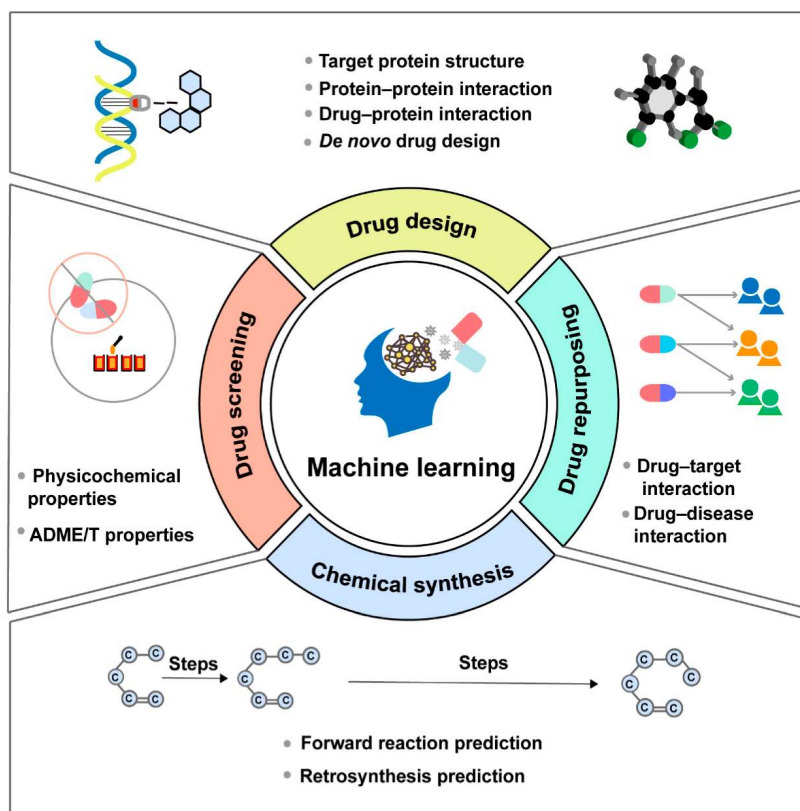 Target protein structure
Protein–protein interaction
Drug–protein interaction
De novo drug design
Drug design
Drug screening
Drug repurposing
Machine learning
Chemical synthesis
Physicochemical
properties
ADME/T properties
Drug–target
interaction
Drug–disease
interaction
C C
C
C C
Steps
C C C
C
C C
Steps
C C
C C
C C
Forward reaction prediction
Retrosynthesis prediction